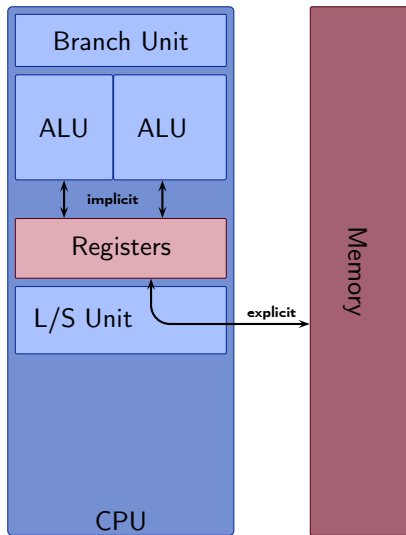 Branch Unit
ALU
ALU
implicit
Registers
L/S Unit
explicit
Memory
CPU